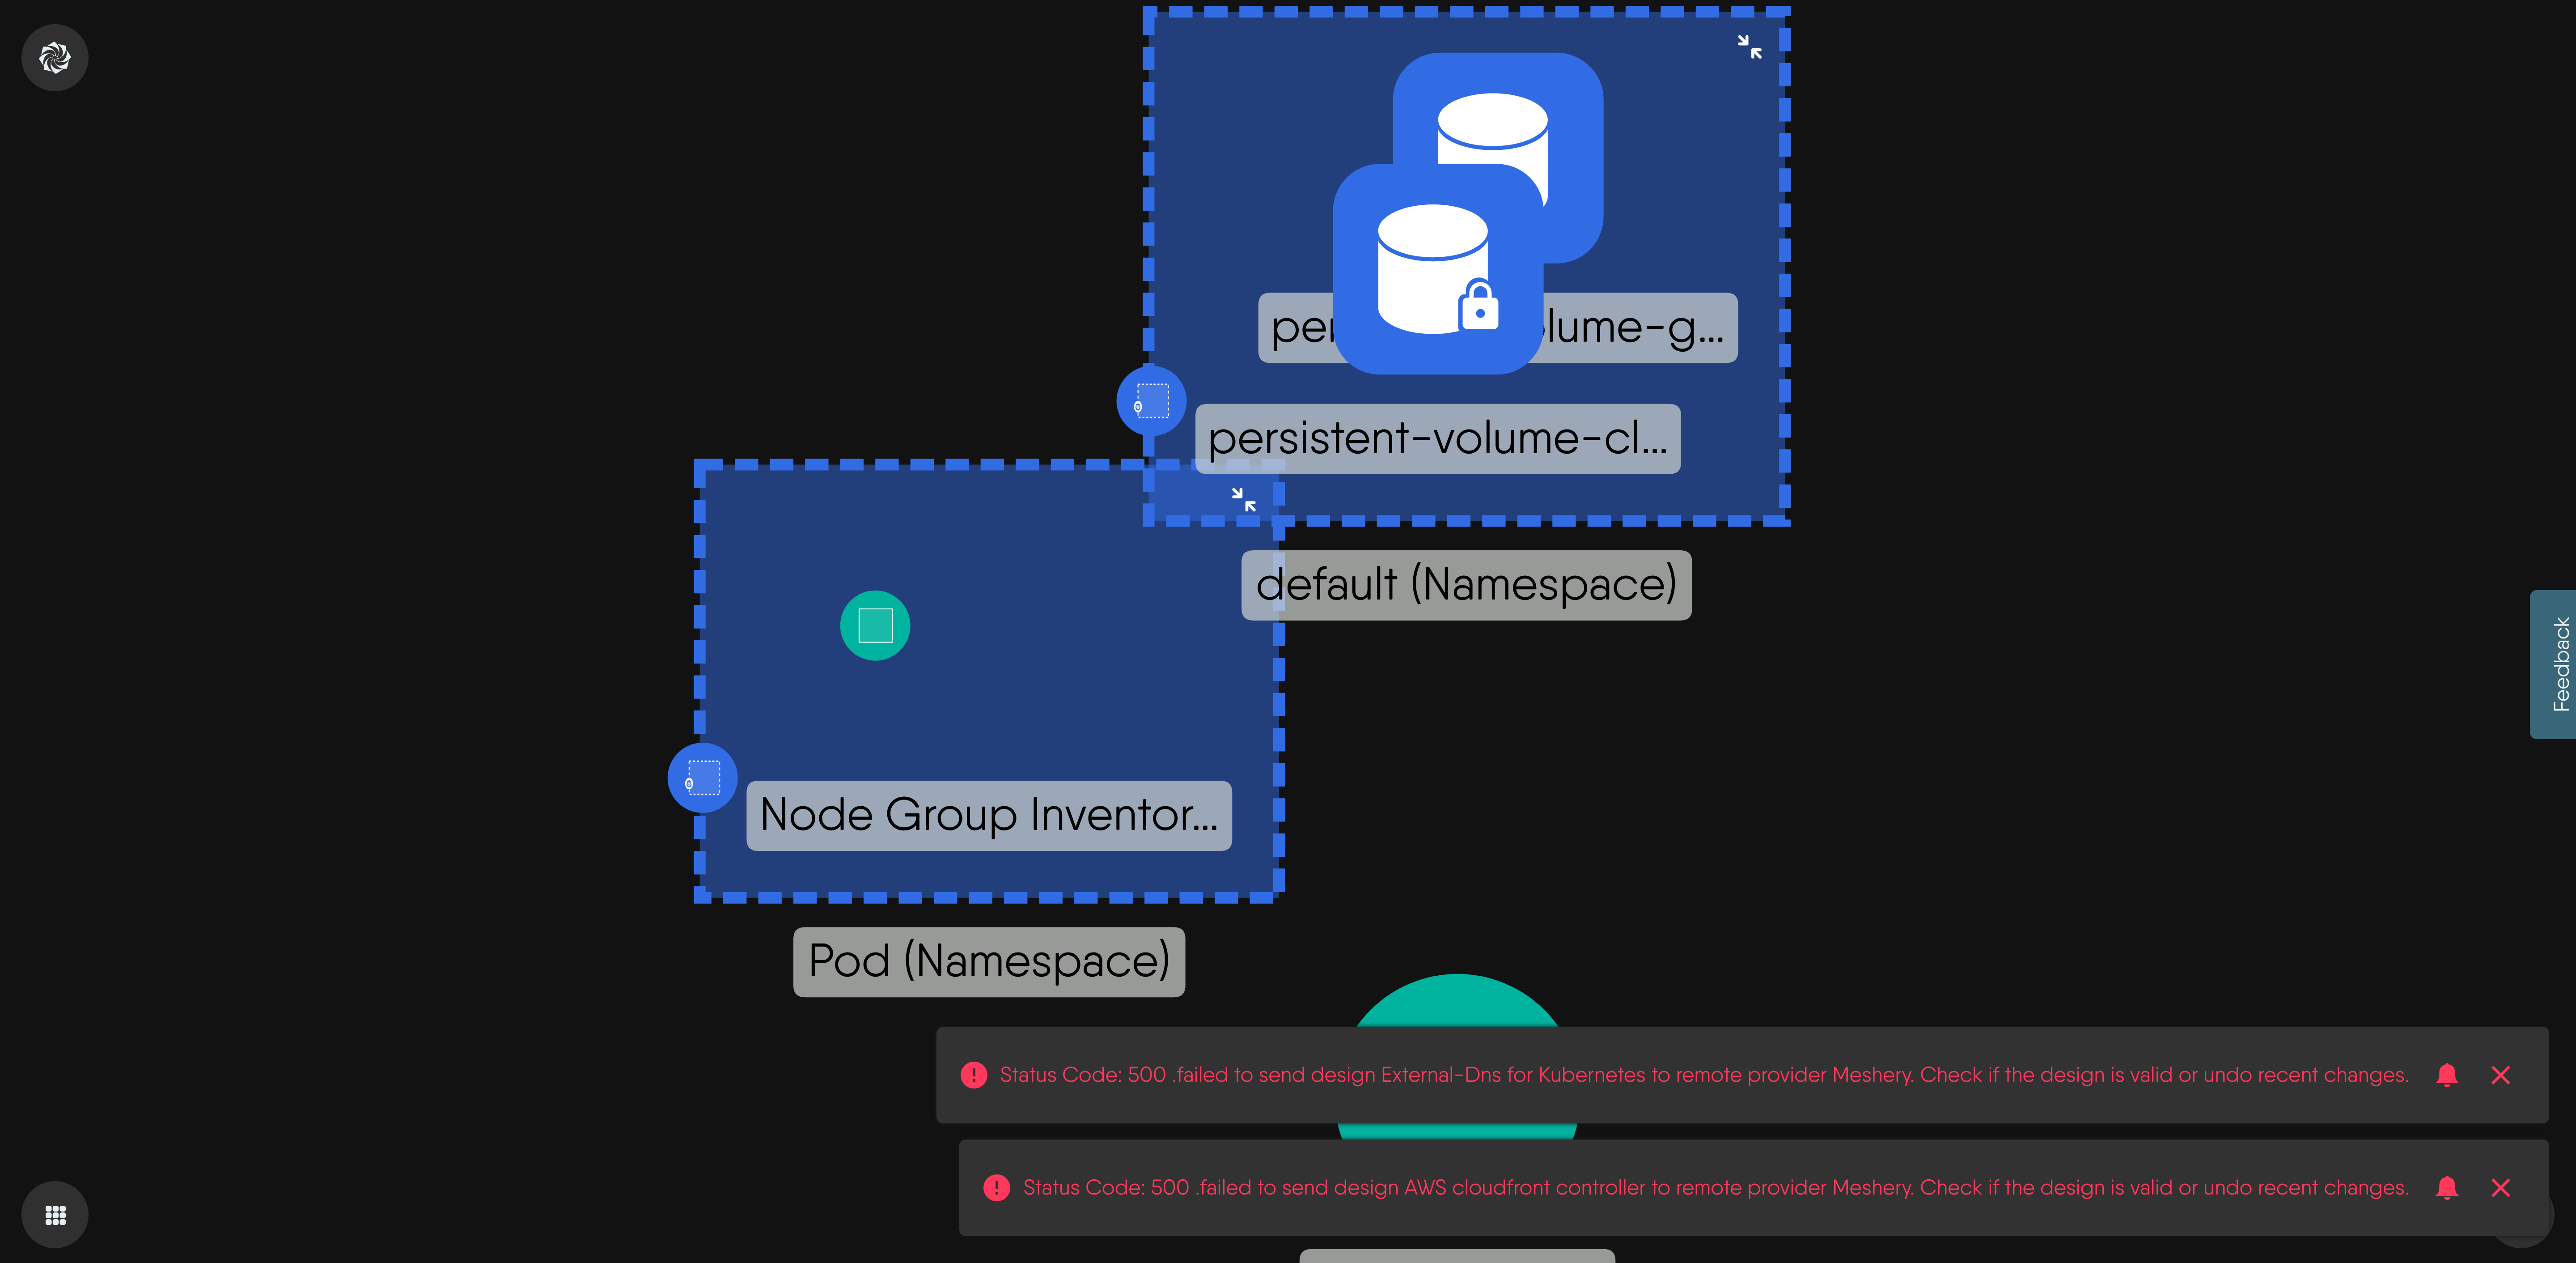 per lume-g...
persistent-volume-cl...
default (Namespace)
Node Group Inventor...
Pod (Namespace)
Feedback
Status Code: 500 .failed to send design External-Dns for Kubernetes to remote provider Meshery. Check if the design is valid or undo recent changes.
Status Code: 500 .failed to send design AWS cloudfront controller to remote provider Meshery. Check if the design is valid or undo recent changes.